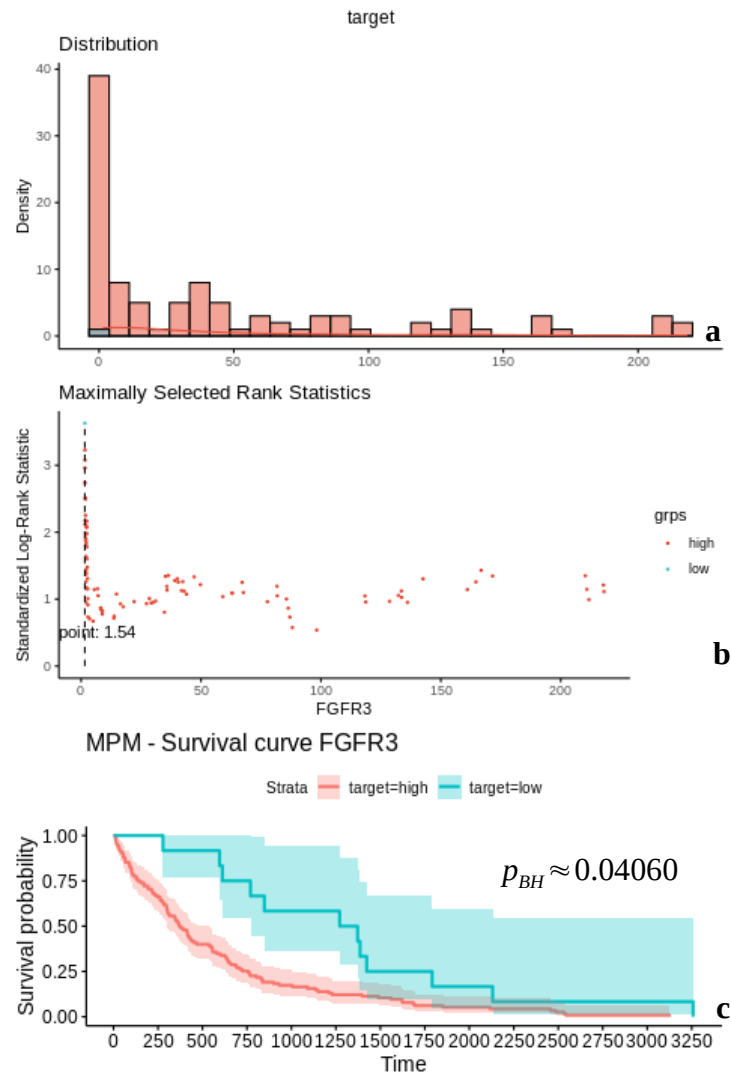 target
Distribution
40
30
20
10
0
Density
0 50 100 150 200
a
Maximally Selected Rank Statistics
3
2
1
0
Standardized Log-Rank Statistic
point: 1.54
grps
high
low
b
0 50 100 150 200
FGFR3
MPM - Survival curve FGFR3
Strata target=high target=low
1.00
0.75
0.50
0.25
0.00
Survival probability
p_BH ≈ 0.04060
c
0 250 500 750 1000 1250 1500 1750 2000 2250 2500 2750 3000 3250
Time